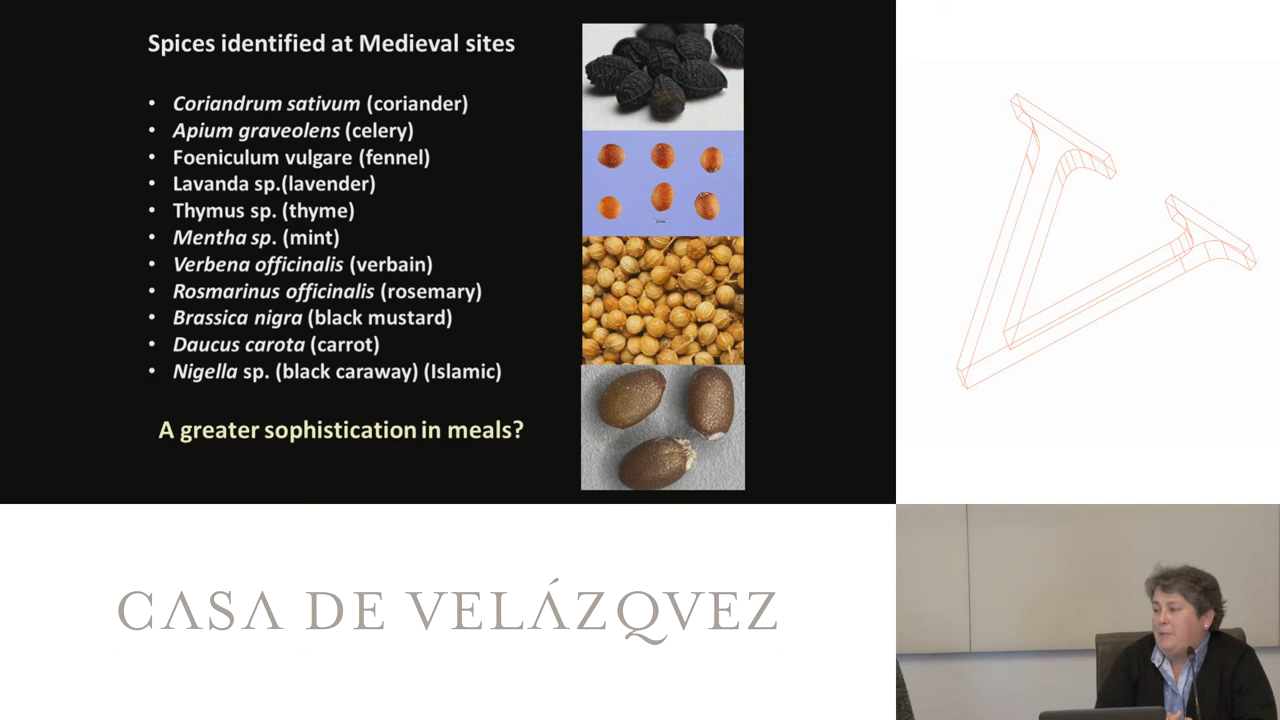 Spices identified at Medieval sites
• Coriandrum sativum (coriander)
• Apium graveolens (celery)
• Foeniculum vulgare (fennel)
• Lavanda sp.(lavender)
• Thymus sp. (thyme)
• Mentha sp. (mint)
• Verbena officinalis (verbain)
• Rosmarinus officinalis (rosemary)
• Brassica nigra (black mustard)
• Daucus carota (carrot)
• Nigella sp. (black caraway) (Islamic)
A greater sophistication in meals?
CASA DE VELÁZQVEZ